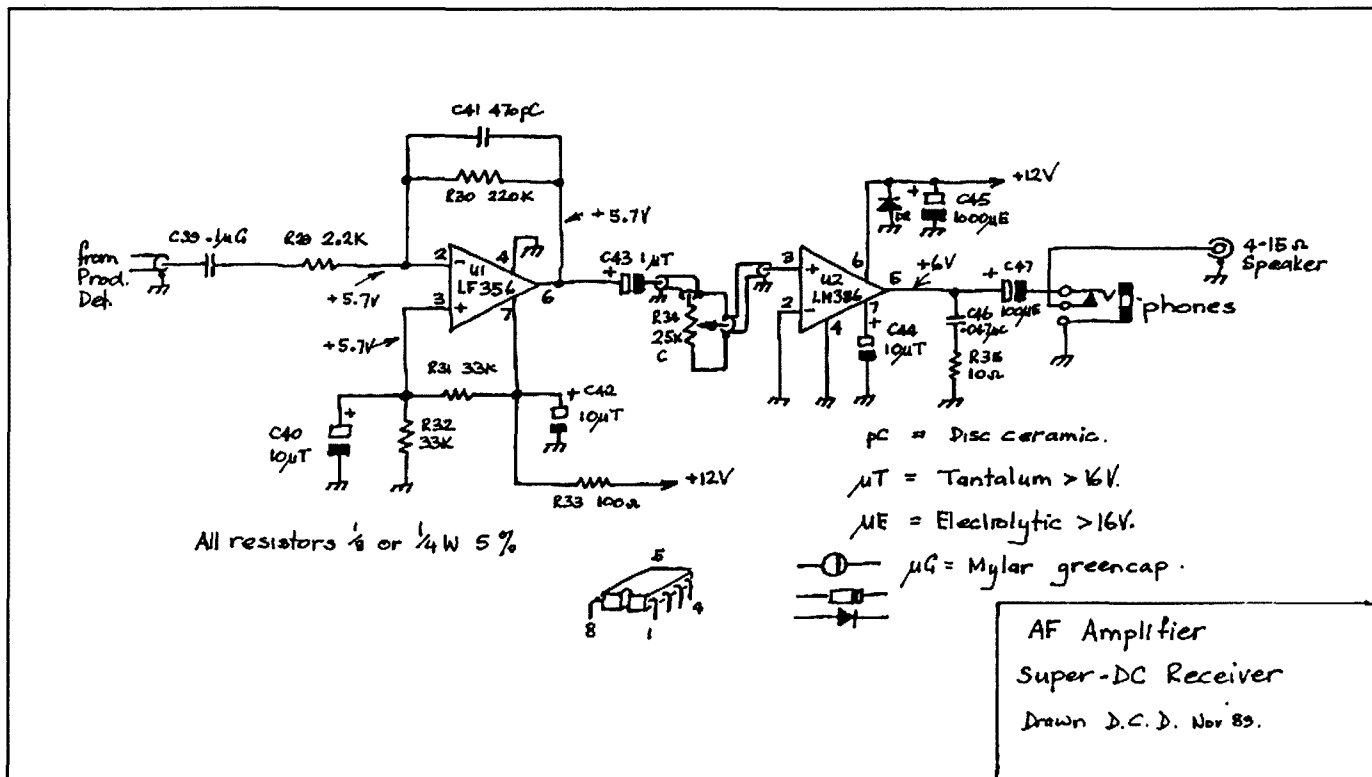 C41 470pC
R30 220K
+5.7V
from
Prod.
Det.
C39 .1µG
2.2K
+5.7V
2
-
3
+
U1
LF356
4
6
7
+5.7V
R31 33K
R32
33K
+
C40
10µT
+ C42
10µT
R33 100Ω
+12V
+
C43 1µT
R34
25K
C
3
+
2
-
U2
LM386
6
5
7
4
+12V
+
C45
1000µE
+6V
+
C44
10µT
C46
.047µG
10Ω
+ C47
100µE
4-15Ω
Speaker
phones
pC = Disc ceramic.
µT = Tantalum >16V.
µE = Electrolytic >16V.
µG = Mylar greencap.
All resistors 1/8 or 1/4 W 5%
5
4
8
1
AF Amplifier
Super-DC Receiver
Drawn D.C.D. Nov 89.